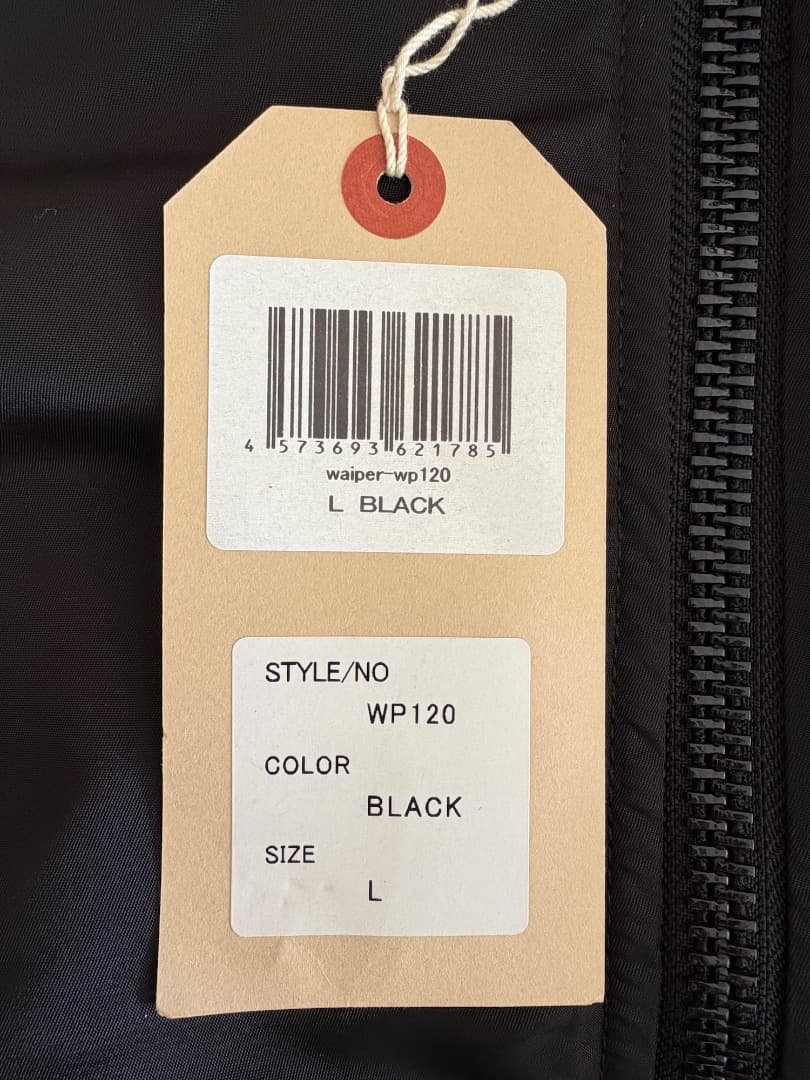 4 573693 621785
waiper-wp120
L BLACK
STYLE/NO
WP120
COLOR
BLACK
SIZE
L